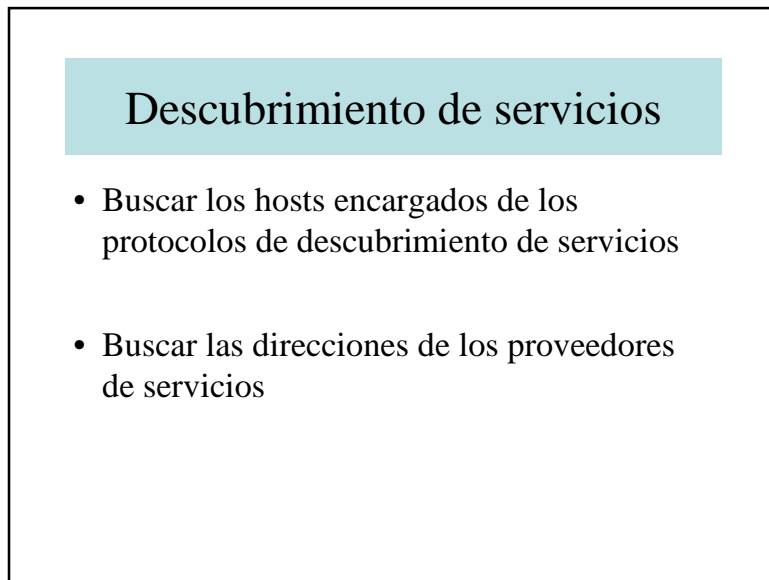 Descubrimiento de servicios
• Buscar los hosts encargados de los
protocolos de descubrimiento de servicios
• Buscar las direcciones de los proveedores
de servicios